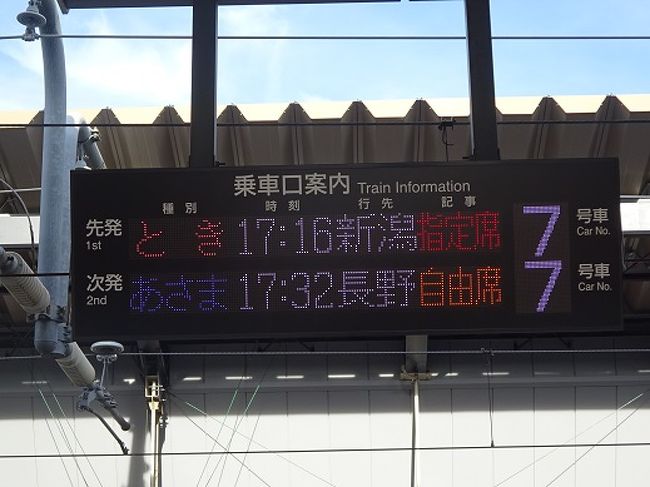 乗車口案内 Train Information
種別 時刻 行先 記事
先発 1st とき 17:16 新潟 指定席 7 号車 Car No.
次発 2nd あさま 17:32 長野 自由席 7 号車 Car No.